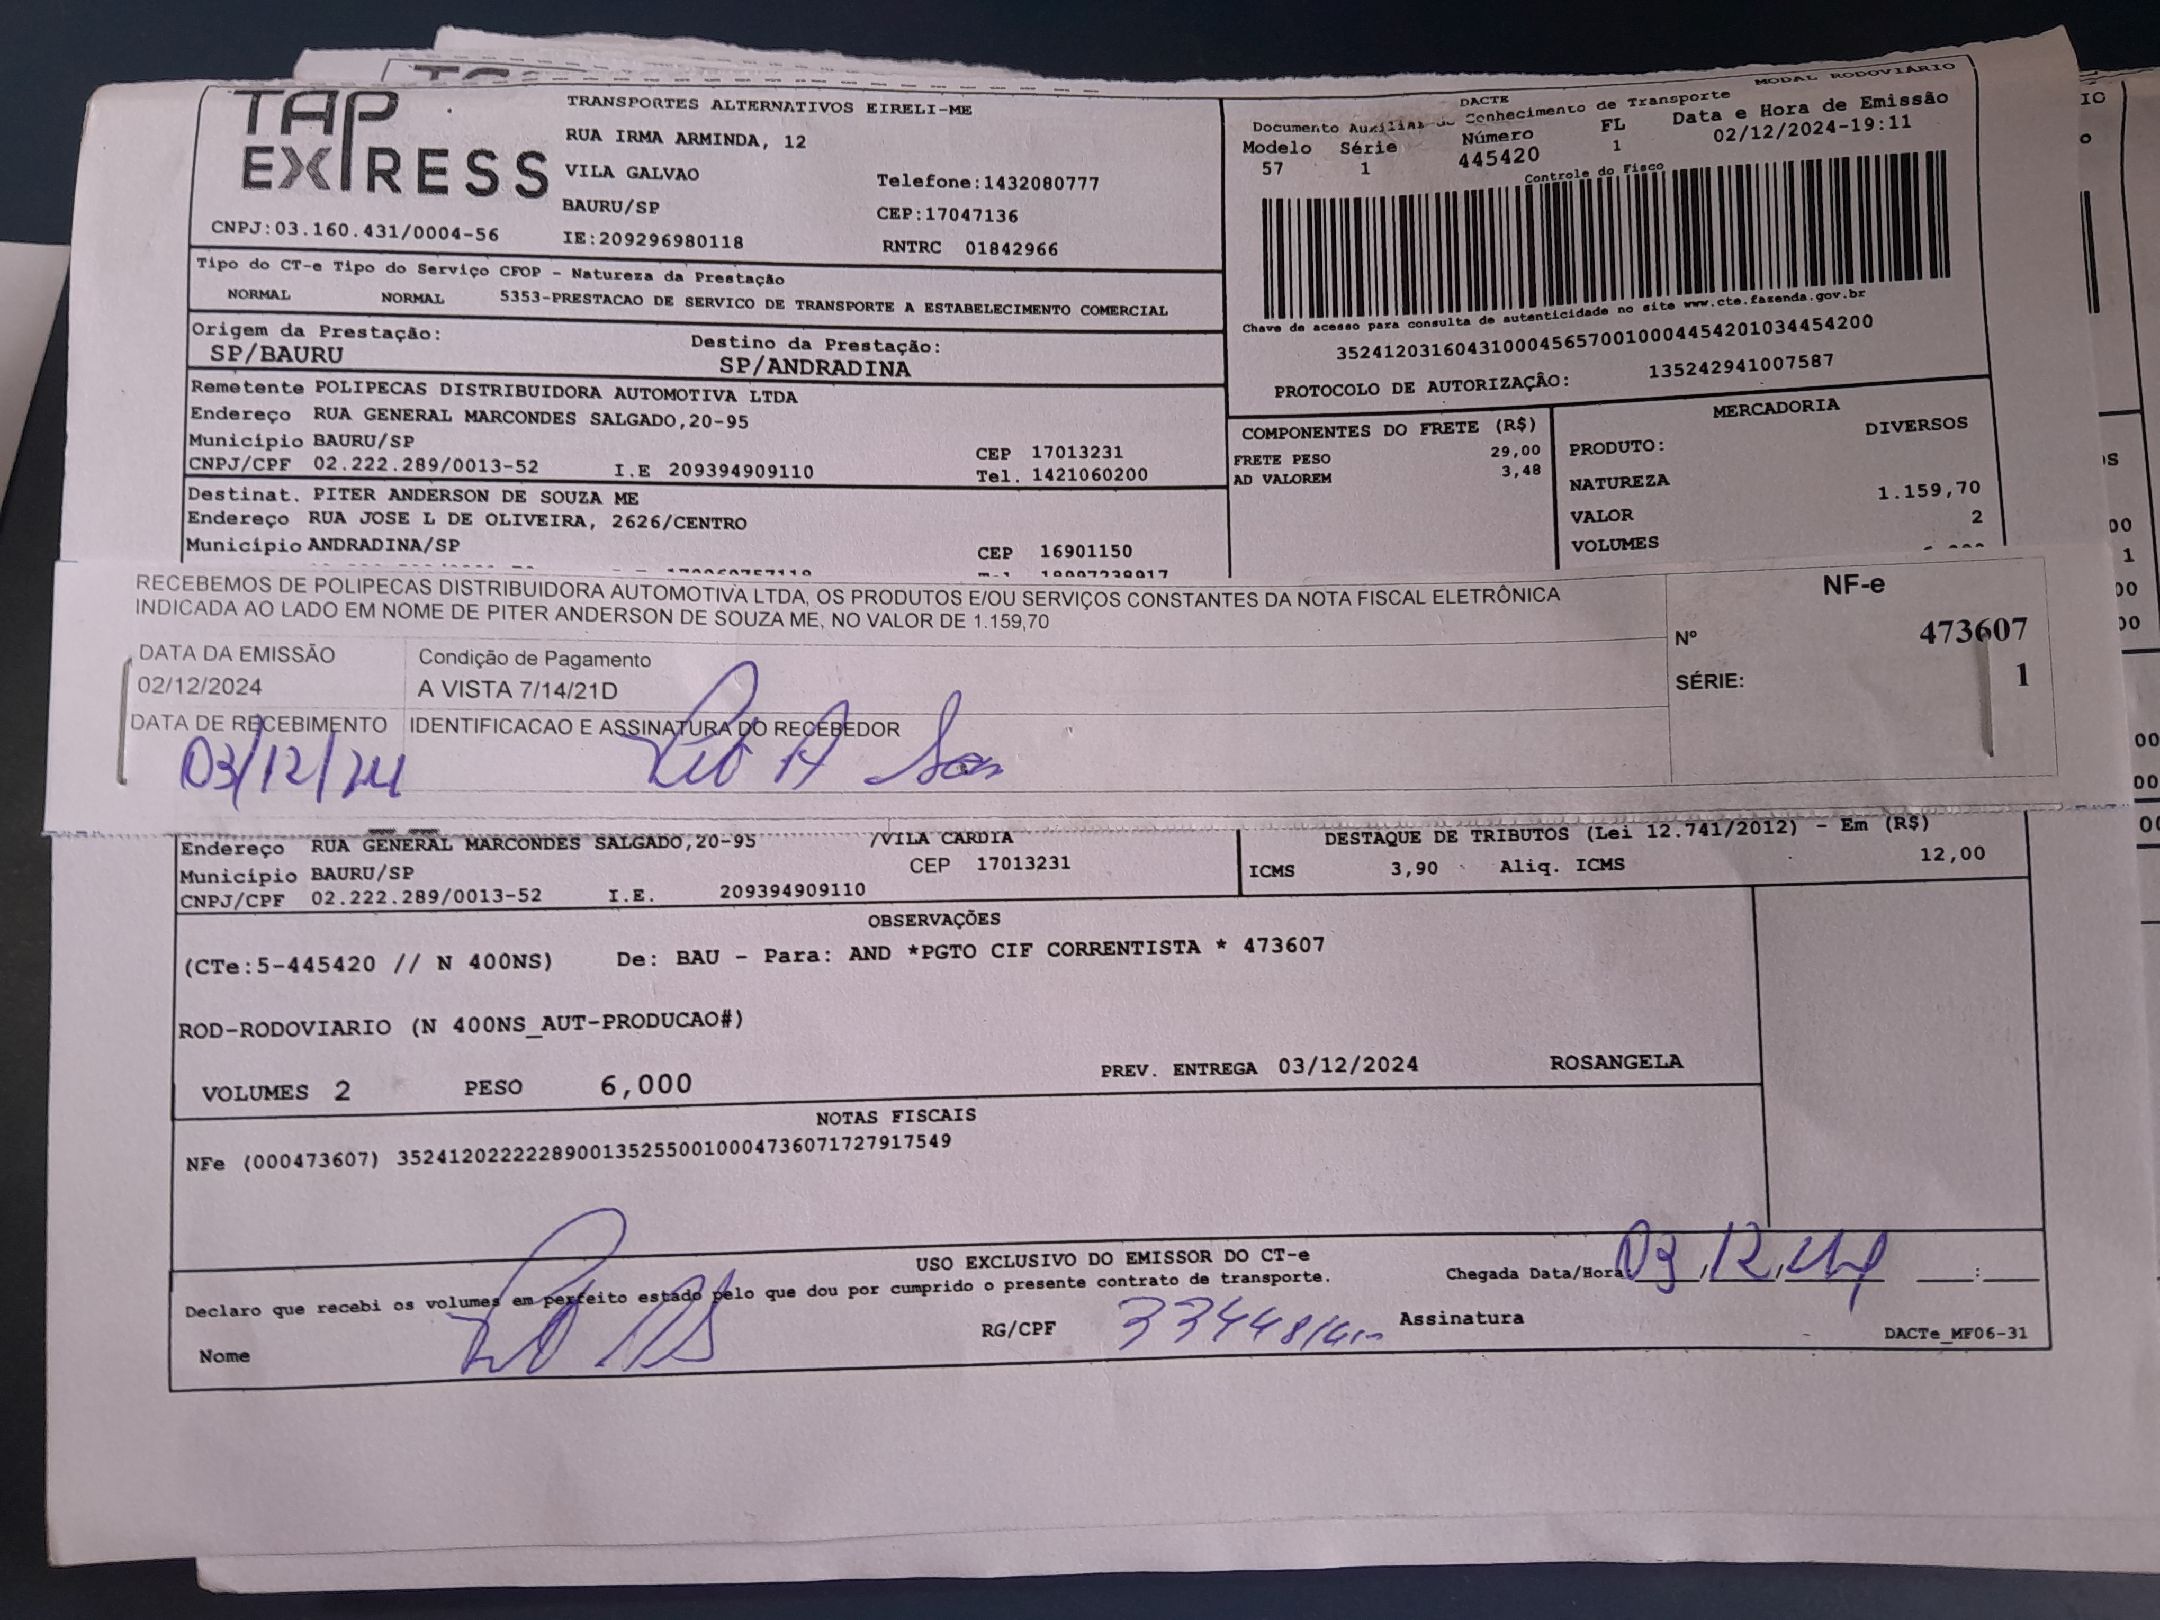 TAP EXPRESS
TRANSPORTES ALTERNATIVOS EIRELI-ME
RUA IRMA ARMINDA, 12
VILA GALVAO
Telefone:1432080777
BAURU/SP
CEP:17047136
CNPJ:03.160.431/0004-56
IE:209296980118
RNTRC 01842966
MODAL RODOVIÁRIO
DACTE
Documento Auxiliar Conhecimento de Transporte
Modelo Série Número FL Data e Hora de Emissão
57 1 445420 1 02/12/2024-19:11
Controle do Fisco
Chave de acesso para consulta de autenticidade no site www.cte.fazenda.gov.br
35241203160431000456570010004454201034454200
PROTOCOLO DE AUTORIZAÇÃO: 135242941007587
Tipo do CT-e Tipo do Serviço CFOP - Natureza da Prestação
NORMAL NORMAL 5353-PRESTACAO DE SERVICO DE TRANSPORTE A ESTABELECIMENTO COMERCIAL
Origem da Prestação: Destino da Prestação:
SP/BAURU SP/ANDRADINA
Remetente POLIPECAS DISTRIBUIDORA AUTOMOTIVA LTDA
Endereço RUA GENERAL MARCONDES SALGADO,20-95
Município BAURU/SP CEP 17013231
CNPJ/CPF 02.222.289/0013-52 I.E 209394909110 Tel. 1421060200
Destinat. PITER ANDERSON DE SOUZA ME
Endereço RUA JOSE L DE OLIVEIRA, 2626/CENTRO
Município ANDRADINA/SP CEP 16901150
COMPONENTES DO FRETE (R$)
FRETE PESO 29,00
AD VALOREM 3,48
MERCADORIA
PRODUTO: DIVERSOS
NATUREZA
VALOR 1.159,70
VOLUMES 2
RECEBEMOS DE POLIPECAS DISTRIBUIDORA AUTOMOTIVA LTDA, OS PRODUTOS E/OU SERVIÇOS CONSTANTES DA NOTA FISCAL ELETRÔNICA
INDICADA AO LADO EM NOME DE PITER ANDERSON DE SOUZA ME, NO VALOR DE 1.159,70
NF-e
Nº 473607
SÉRIE: 1
DATA DA EMISSÃO Condição de Pagamento
02/12/2024 A VISTA 7/14/21D
DATA DE RECEBIMENTO IDENTIFICACAO E ASSINATURA DO RECEBEDOR
03/12/24
Endereço RUA GENERAL MARCONDES SALGADO,20-95 /VILA CARDIA
Município BAURU/SP CEP 17013231
CNPJ/CPF 02.222.289/0013-52 I.E. 209394909110
DESTAQUE DE TRIBUTOS (Lei 12.741/2012) - Em (R$)
ICMS 3,90 Aliq. ICMS 12,00
OBSERVAÇÕES
(CTe:5-445420 // N 400NS) De: BAU - Para: AND *PGTO CIF CORRENTISTA * 473607
ROD-RODOVIARIO (N 400NS_AUT-PRODUCAO#)
VOLUMES 2 PESO 6,000 PREV. ENTREGA 03/12/2024 ROSANGELA
NOTAS FISCAIS
NFe (000473607) 35241202222289001352550010004736071727917549
USO EXCLUSIVO DO EMISSOR DO CT-e
Declaro que recebi os volumes em perfeito estado pelo que dou por cumprido o presente contrato de transporte.
Chegada Data/Hora: 03,12, :
Nome RG/CPF Assinatura
DACTe_MF06-31